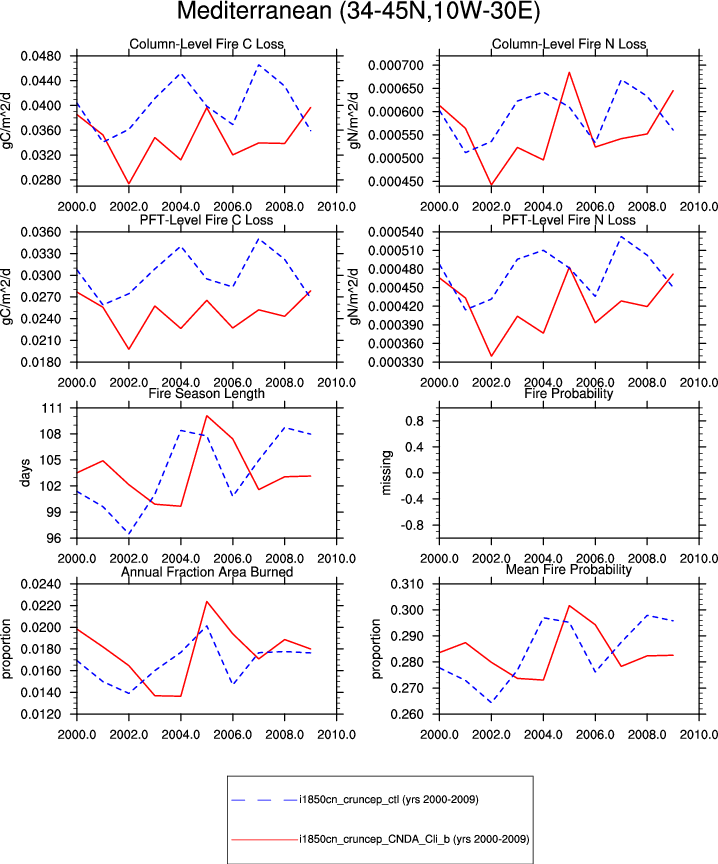 Mediterranean (34-45N,10W-30E)
Column-Level Fire C Loss
gC/m^2/d
0.0480
0.0440
0.0400
0.0360
0.0320
0.0280
2000.0 2002.0 2004.0 2006.0 2008.0 2010.0
Column-Level Fire N Loss
gN/m^2/d
0.000700
0.000650
0.000600
0.000550
0.000500
0.000450
2000.0 2002.0 2004.0 2006.0 2008.0 2010.0
PFT-Level Fire C Loss
gC/m^2/d
0.0360
0.0330
0.0300
0.0270
0.0240
0.0210
0.0180
2000.0 2002.0 2004.0 2006.0 2008.0 2010.0
PFT-Level Fire N Loss
gN/m^2/d
0.000540
0.000510
0.000480
0.000450
0.000420
0.000390
0.000360
0.000330
2000.0 2002.0 2004.0 2006.0 2008.0 2010.0
Fire Season Length
days
111
108
105
102
99
96
2000.0 2002.0 2004.0 2006.0 2008.0 2010.0
Fire Probability
missing
0.8
0.4
0.0
-0.4
-0.8
2000.0 2002.0 2004.0 2006.0 2008.0 2010.0
Annual Fraction Area Burned
proportion
0.0240
0.0220
0.0200
0.0180
0.0160
0.0140
0.0120
2000.0 2002.0 2004.0 2006.0 2008.0 2010.0
Mean Fire Probability
proportion
0.310
0.300
0.290
0.280
0.270
0.260
2000.0 2002.0 2004.0 2006.0 2008.0 2010.0
i1850cn_cruncep_ctl (yrs 2000-2009)
i1850cn_cruncep_CNDA_Cli_b (yrs 2000-2009)